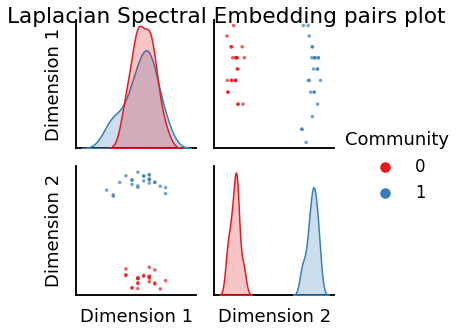 Laplacian Spectral Embedding pairs plot
Dimension 1
Community
0
1
Dimension 2
Dimension 1
Dimension 2